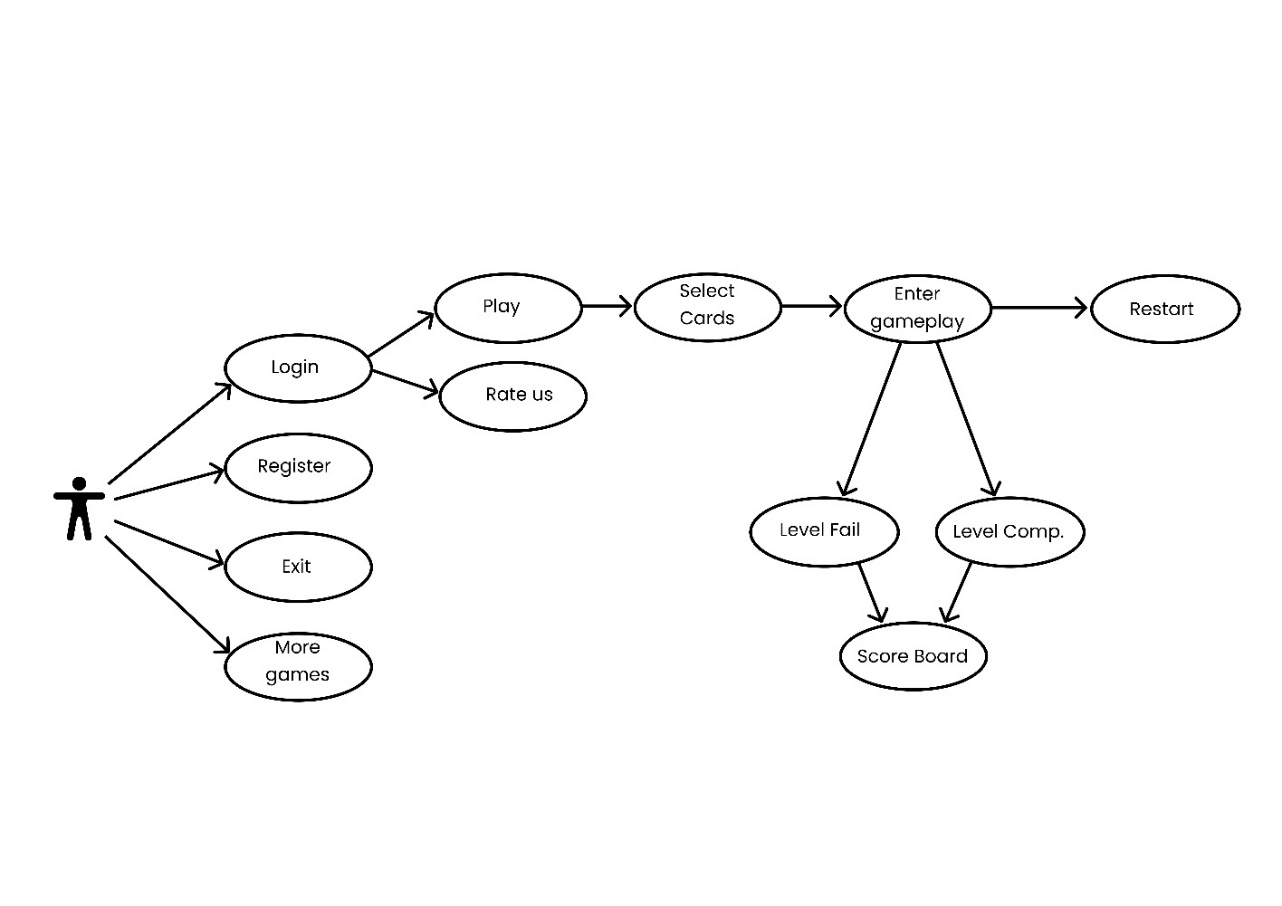 Play
Select
Cards
Enter
gameplay
Restart
Login
Rate us
Register
Level Fail
Level Comp.
Exit
More
games
Score Board